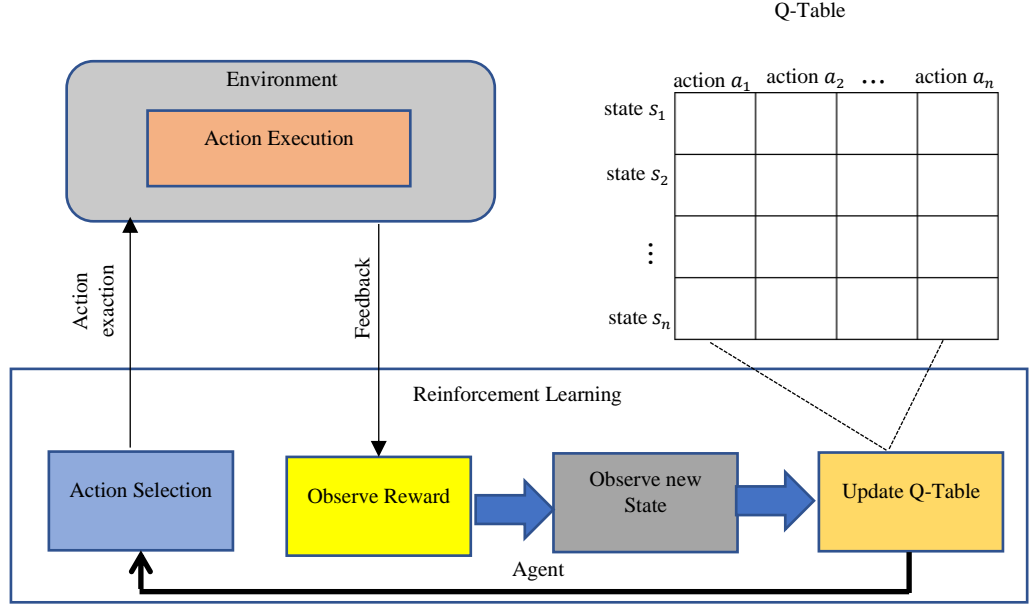 Q-Table
Environment
Action Execution
action a₁ action a₂ ... action aₙ
state s₁
state s₂
⋮
state sₙ
Action
exaction
Feedback
Reinforcement Learning
Action Selection
Observe Reward
Observe new
State
Update Q-Table
Agent